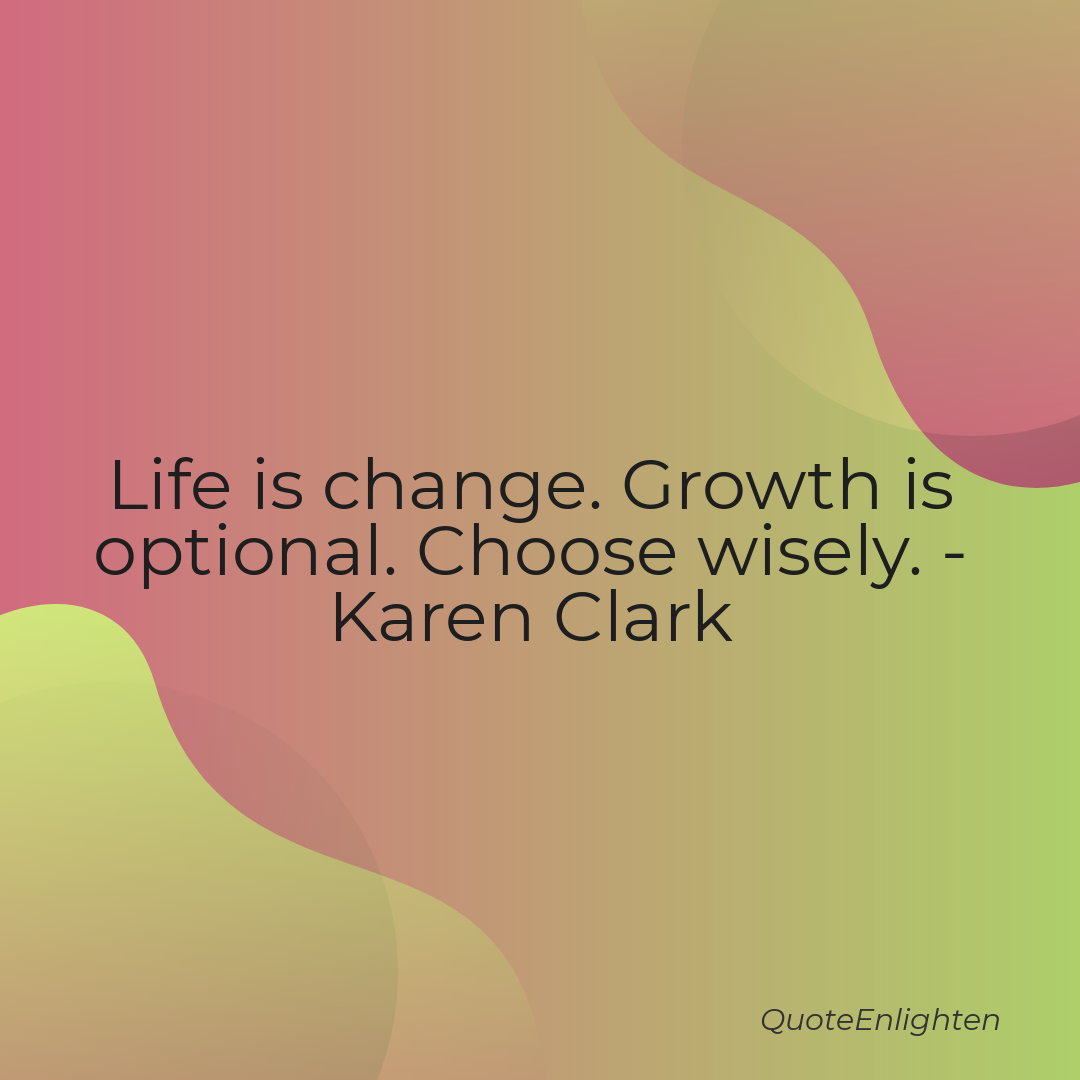 Life is change. Growth is
optional. Choose wisely. -
Karen Clark
QuoteEnlighten